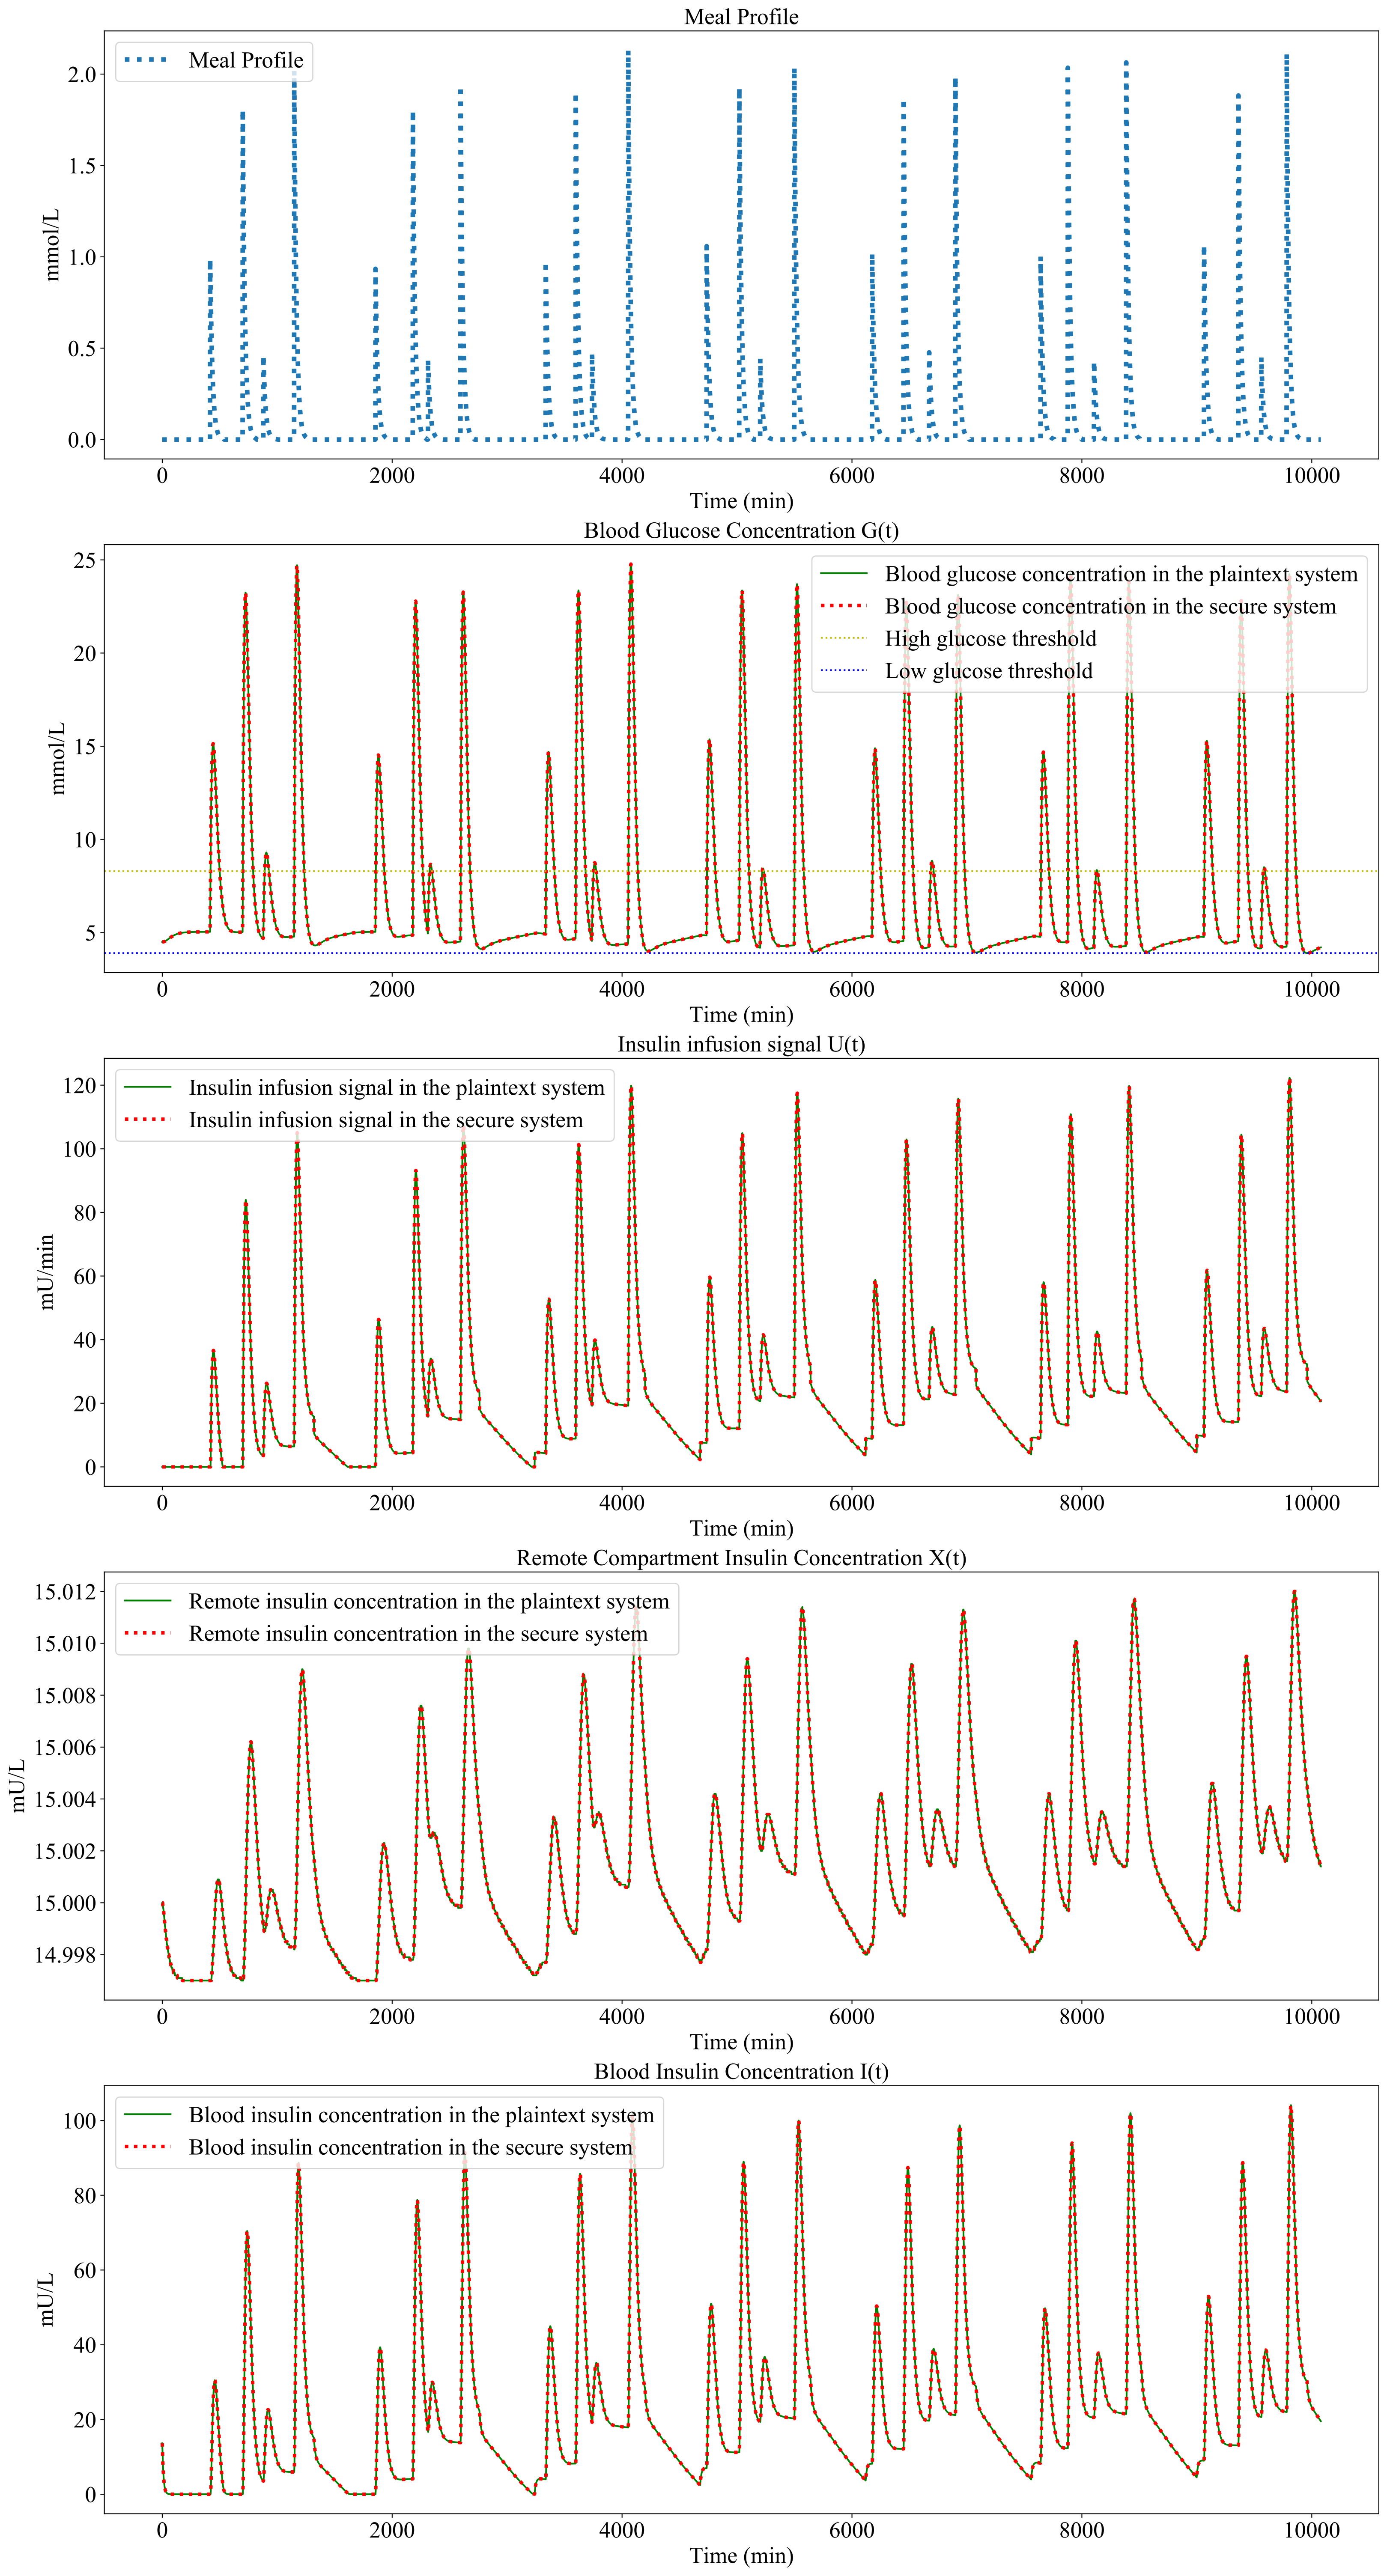 Meal Profile
Meal Profile
2.0
1.5
1.0
0.5
0.0
mmol/L
0 2000 4000 6000 8000 10000
Time (min)
Blood Glucose Concentration G(t)
Blood glucose concentration in the plaintext system
Blood glucose concentration in the secure system
High glucose threshold
Low glucose threshold
25
20
15
10
5
mmol/L
0 2000 4000 6000 8000 10000
Time (min)
Insulin infusion signal U(t)
Insulin infusion signal in the plaintext system
Insulin infusion signal in the secure system
120
100
80
60
40
20
0
mU/min
0 2000 4000 6000 8000 10000
Time (min)
Remote Compartment Insulin Concentration X(t)
Remote insulin concentration in the plaintext system
Remote insulin concentration in the secure system
15.012
15.010
15.008
15.006
15.004
15.002
15.000
14.998
mU/L
0 2000 4000 6000 8000 10000
Time (min)
Blood Insulin Concentration I(t)
Blood insulin concentration in the plaintext system
Blood insulin concentration in the secure system
100
80
60
40
20
0
mU/L
0 2000 4000 6000 8000 10000
Time (min)